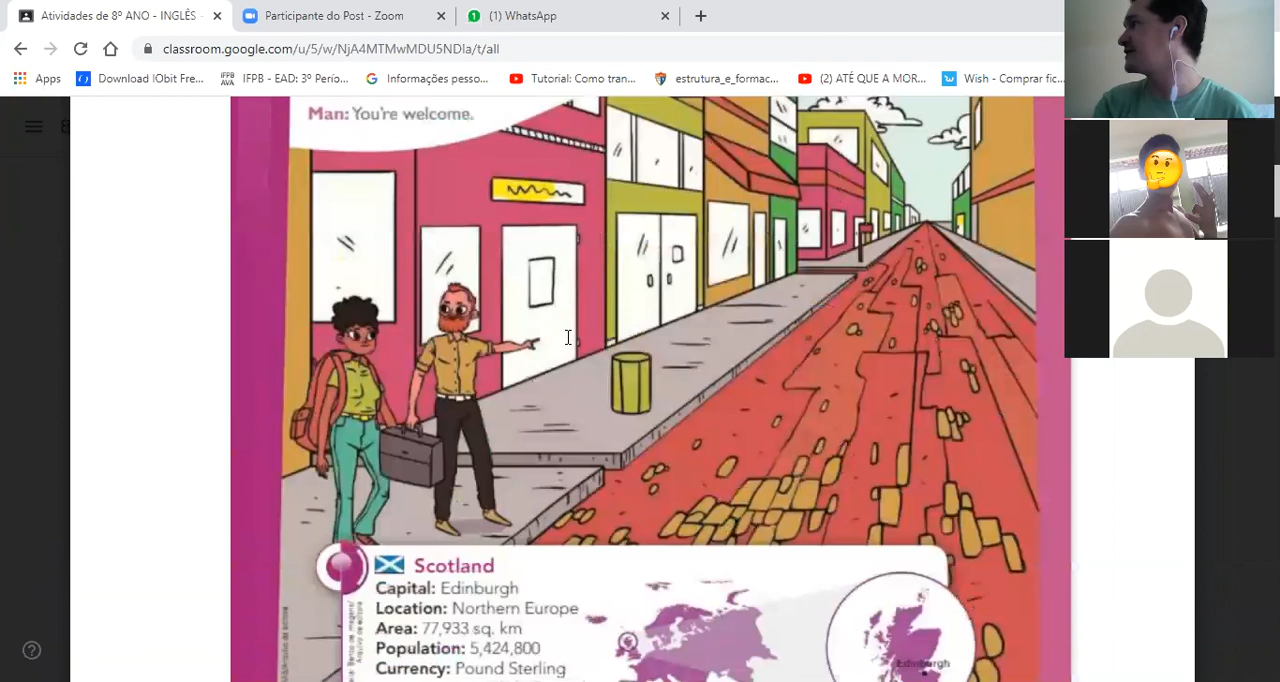 Atividades de 8º ANO - INGLÊS
Participante do Post - Zoom
1 WhatsApp
classroom.google.com/u/5/w/NjA4MTMwMDU5NDla/t/all
Apps
Download IObit Fre...
IFPB - EAD: 3º Perío...
Informações pesso...
Tutorial: Como tran...
estrutura_e_formac...
(2) ATÉ QUE A MOR...
Wish - Comprar fic...
Man: You're welcome.
Scotland
Capital: Edinburgh
Location: Northern Europe
Area: 77,933 sq. km
Population: 5,424,800
Currency: Pound Sterling
Edinburgh